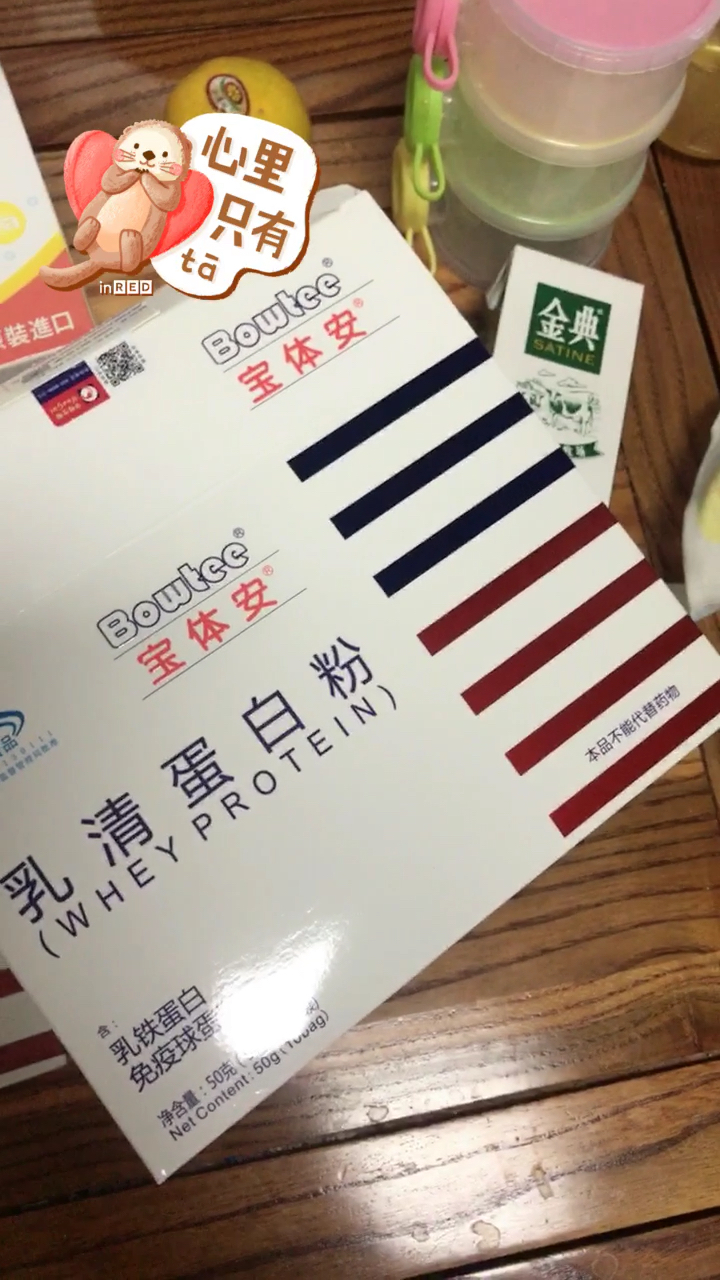 心里
只有
tā
inRED
原装進口
金典
SATINE
Bowtee®
宝体安®
Bowtee®
宝体安®
乳清蛋白粉
(WHEY PROTEIN)
本品不能代替药物
含：
乳铁蛋白
免疫球蛋
净含量：50克
Net Content: 50g